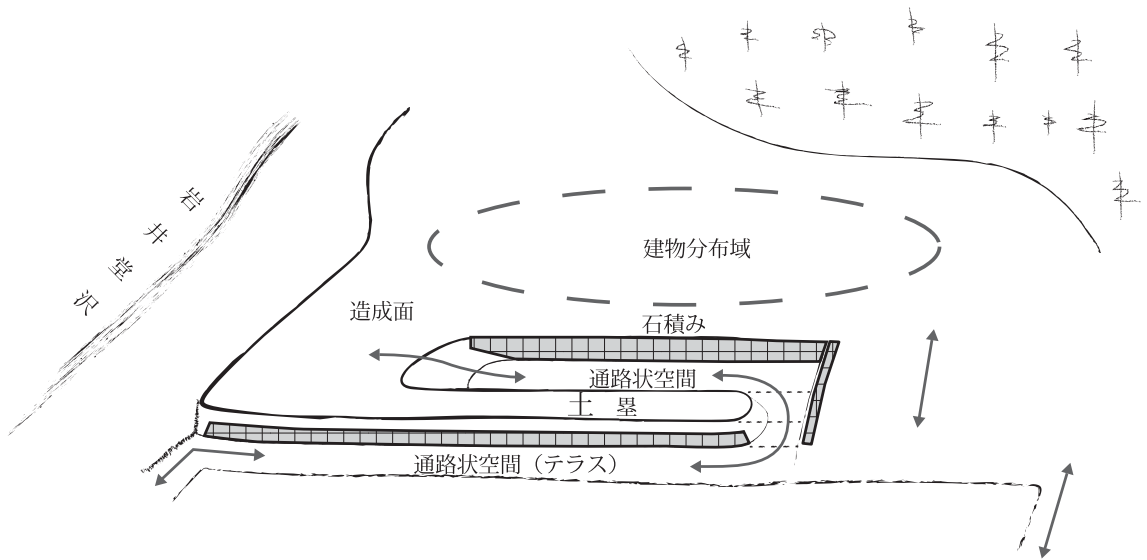 岩井堂沢
建物分布域
造成面
石積み
通路状空間
土塁
通路状空間（テラス）